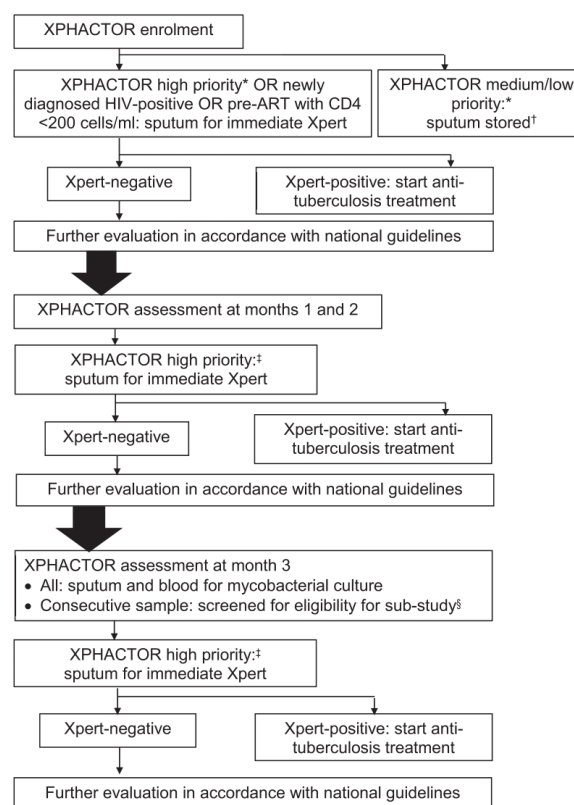 XPHACTOR enrolment
XPHACTOR high priority* OR newly
diagnosed HIV-positive OR pre-ART with CD4
<200 cells/ml: sputum for immediate Xpert
XPHACTOR medium/low
priority:*
sputum stored†
Xpert-negative
Xpert-positive: start anti-
tuberculosis treatment
Further evaluation in accordance with national guidelines
XPHACTOR assessment at months 1 and 2
XPHACTOR high priority:‡
sputum for immediate Xpert
Xpert-negative
Xpert-positive: start anti-
tuberculosis treatment
Further evaluation in accordance with national guidelines
XPHACTOR assessment at month 3
• All: sputum and blood for mycobacterial culture
• Consecutive sample: screened for eligibility for sub-study§
XPHACTOR high priority:‡
sputum for immediate Xpert
Xpert-negative
Xpert-positive: start anti-
tuberculosis treatment
Further evaluation in accordance with national guidelines